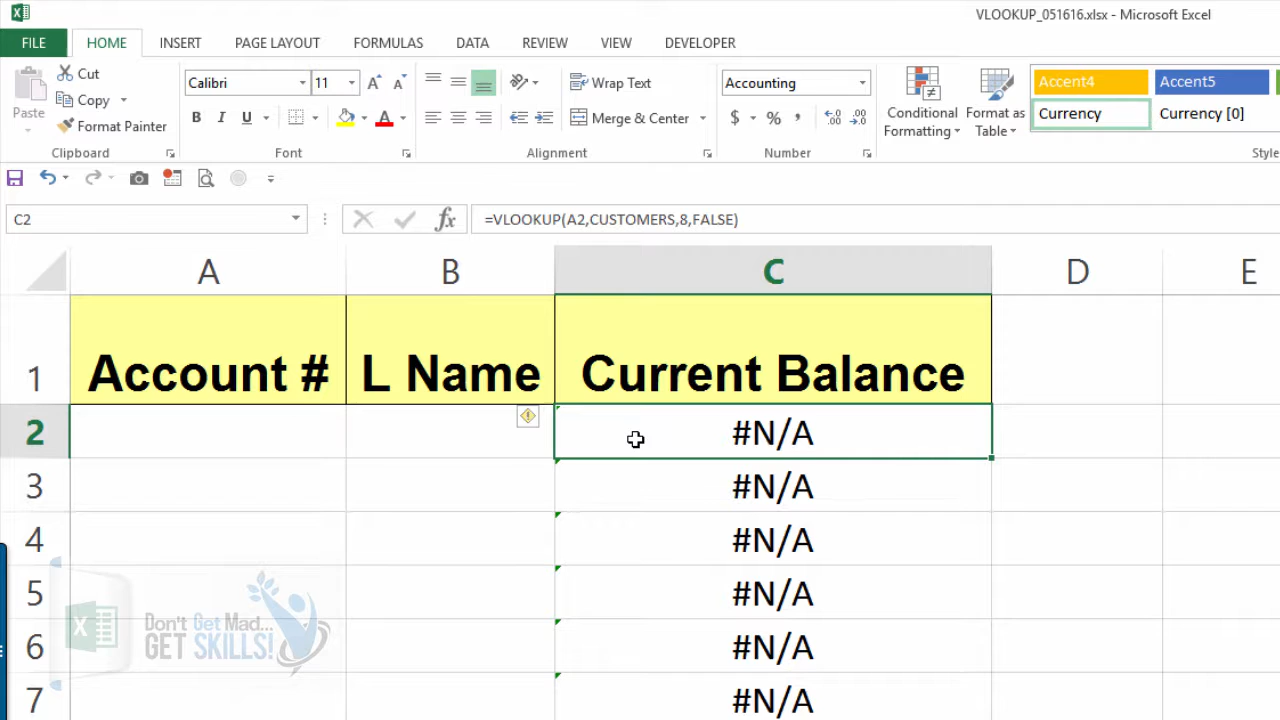 VLOOKUP_051616.xlsx - Microsoft Excel
FILE HOME INSERT PAGE LAYOUT FORMULAS DATA REVIEW VIEW DEVELOPER
Paste
Cut
Copy
Format Painter
Clipboard
Calibri 11
B I U
Font
Wrap Text
Merge & Center
Alignment
Accounting
$ % ,
Number
Conditional Formatting
Format as Table
Accent4 Accent5
Currency Currency [0]
Style
C2 fx =VLOOKUP(A2,CUSTOMERS,8,FALSE)
A B C D E
1 Account # L Name Current Balance
2 #N/A
3 #N/A
4 #N/A
5 #N/A
6 #N/A
7 #N/A
Don't Get Mad...
GET SKILLS!